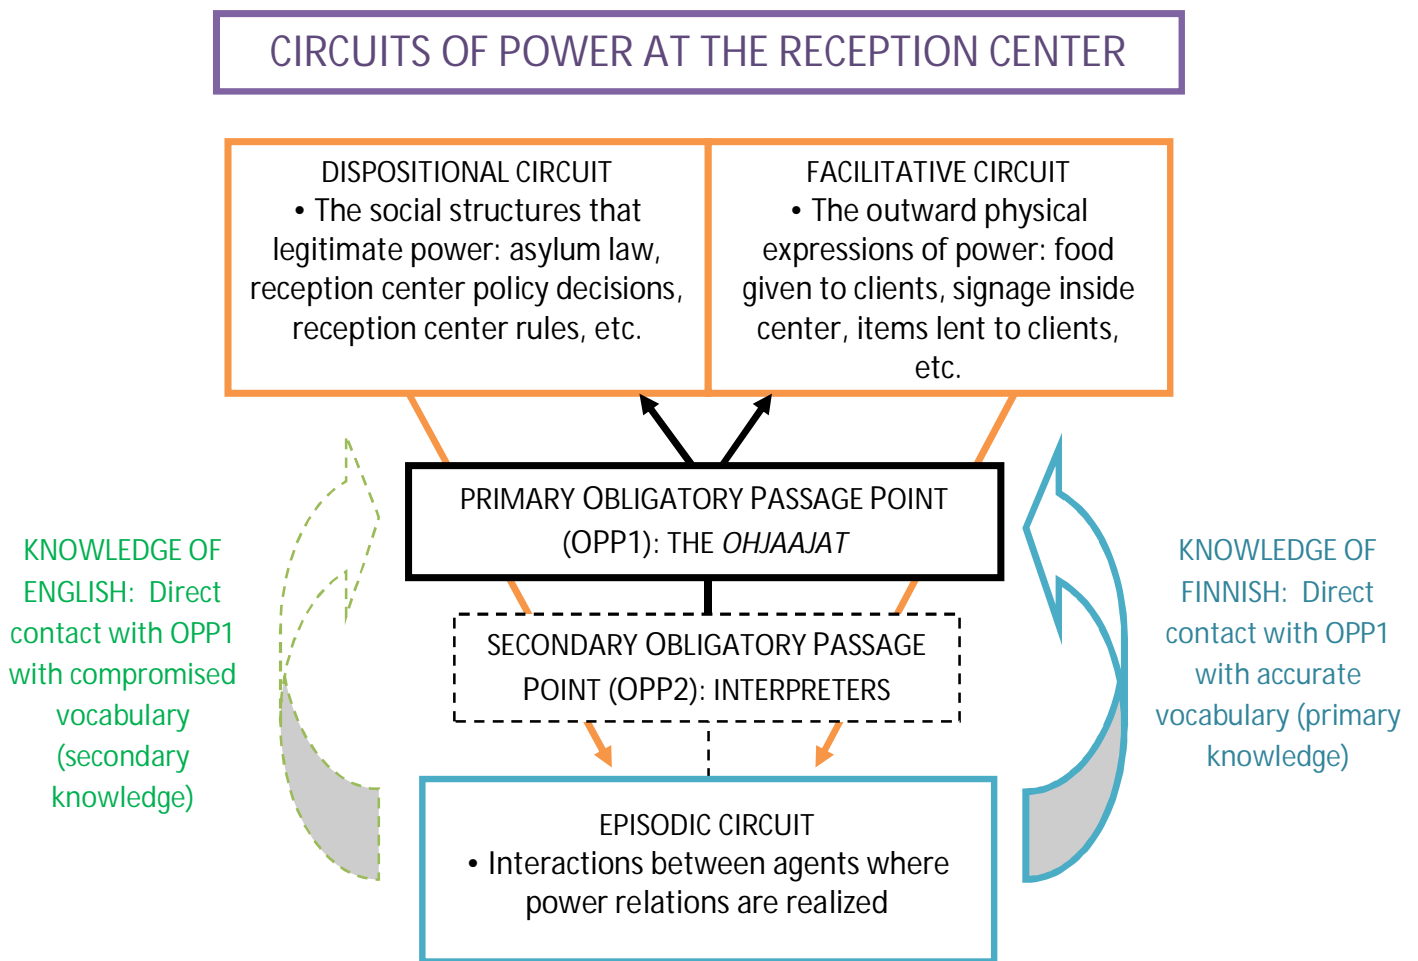 CIRCUITS OF POWER AT THE RECEPTION CENTER
DISPOSITIONAL CIRCUIT
• The social structures that
legitimate power: asylum law,
reception center policy decisions,
reception center rules, etc.
FACILITATIVE CIRCUIT
• The outward physical
expressions of power: food
given to clients, signage inside
center, items lent to clients,
etc.
PRIMARY OBLIGATORY PASSAGE POINT
(OPP1): THE OHJAAJAT
KNOWLEDGE OF
ENGLISH: Direct
contact with OPP1
with compromised
vocabulary
(secondary
knowledge)
SECONDARY OBLIGATORY PASSAGE
POINT (OPP2): INTERPRETERS
KNOWLEDGE OF
FINNISH: Direct
contact with OPP1
with accurate
vocabulary (primary
knowledge)
EPISODIC CIRCUIT
• Interactions between agents where
power relations are realized